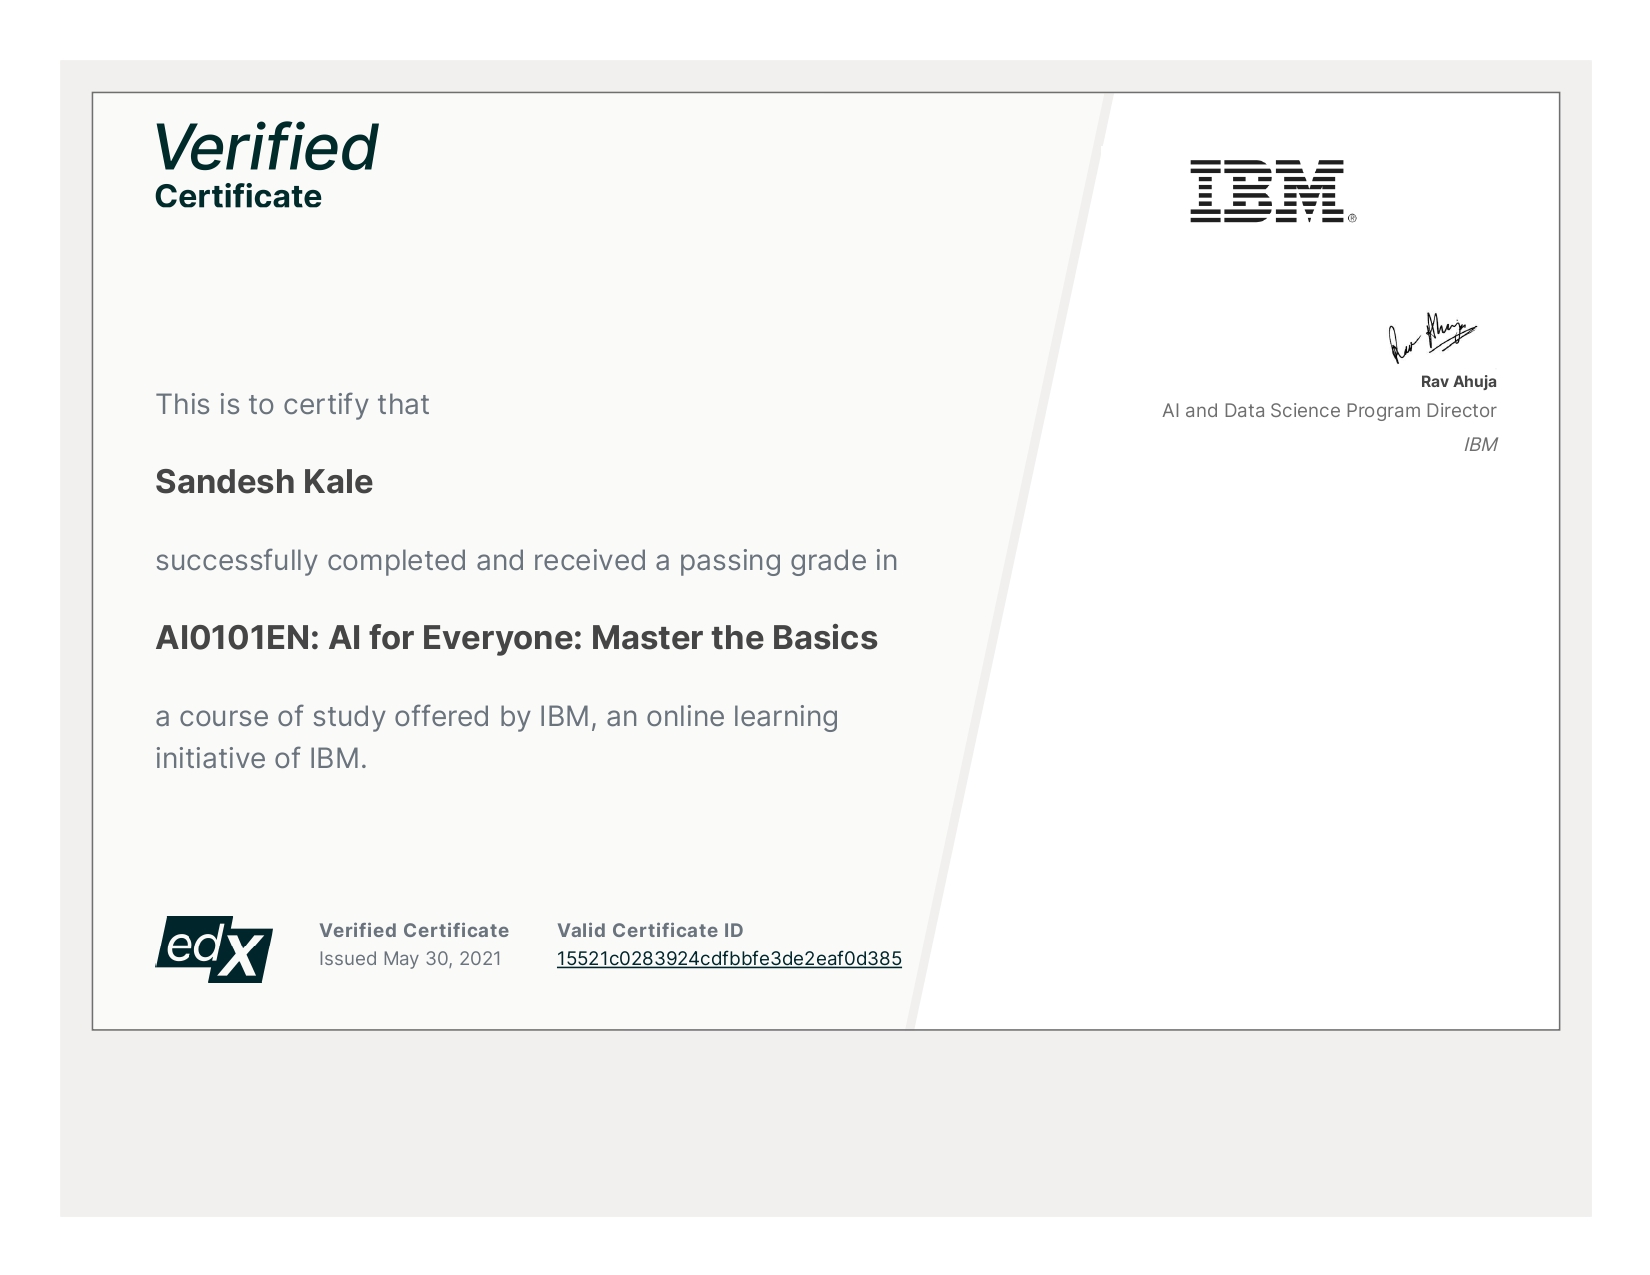 Verified
Certificate
IBM®
Rav Ahuja
Rav Ahuja
AI and Data Science Program Director
IBM
This is to certify that
Sandesh Kale
successfully completed and received a passing grade in
AI0101EN: AI for Everyone: Master the Basics
a course of study offered by IBM, an online learning
initiative of IBM.
edX
Verified Certificate
Issued May 30, 2021
Valid Certificate ID
15521c0283924cdfbbfe3de2eaf0d385